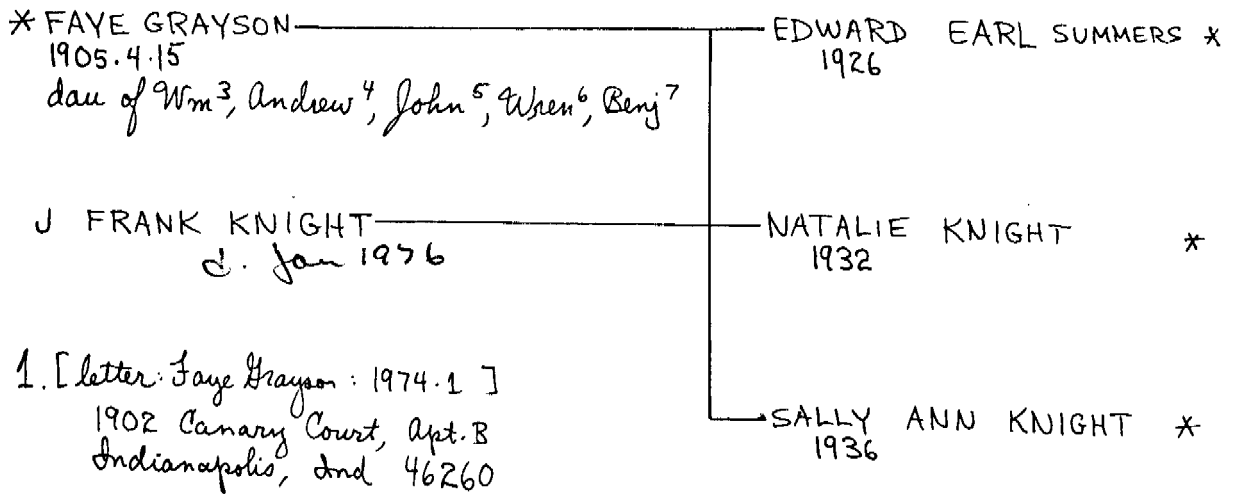 * FAYE GRAYSON
1905.4.15
dau of Wm³, Andrew⁴, John⁵, Wren⁶, Benj⁷
EDWARD EARL SUMMERS *
1926
J FRANK KNIGHT
d. Jan 1976
NATALIE KNIGHT *
1932
1. [letter: Faye Grayson: 1974.1]
1902 Canary Court, Apt. B
Indianapolis, Ind 46260
SALLY ANN KNIGHT *
1936